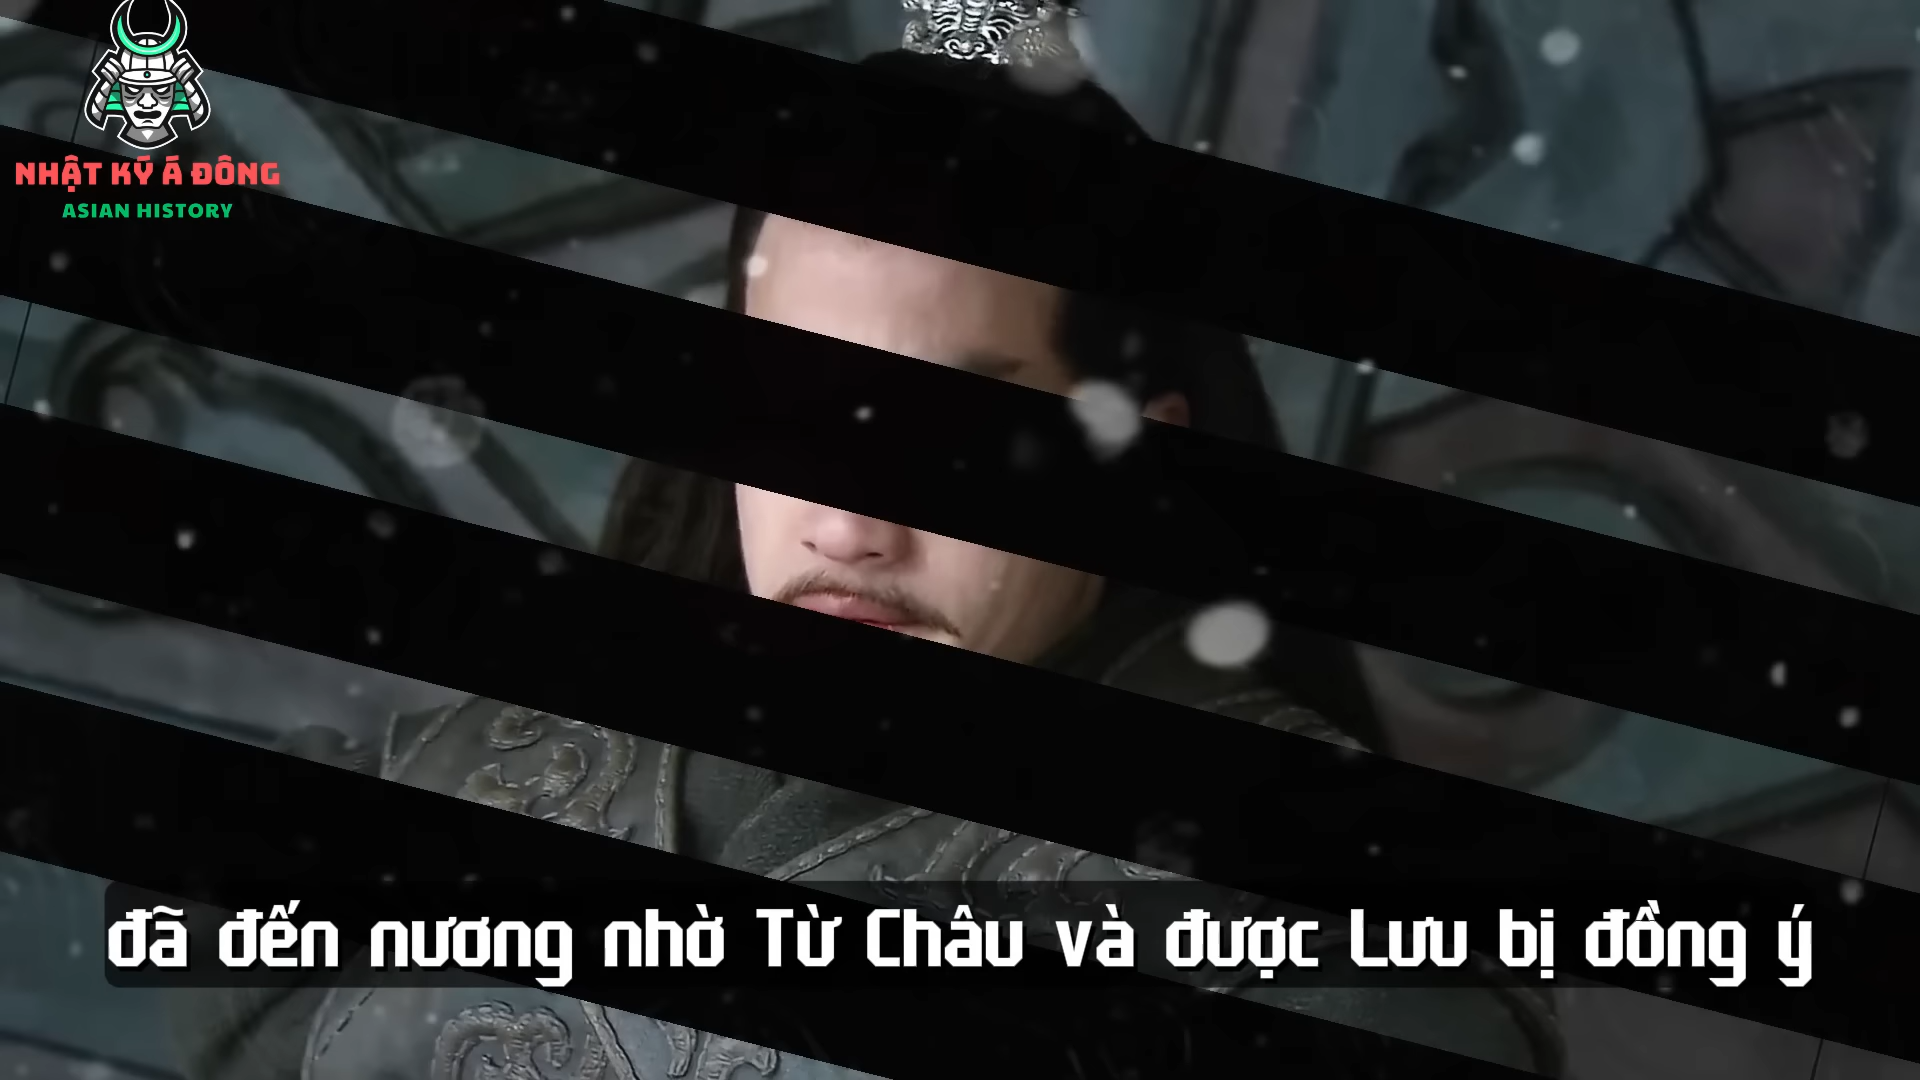 NHẬT KÝ Á ĐÔNG
ASIAN HISTORY
đã đến nương nhờ Từ Châu và được Lưu bị đồng ý